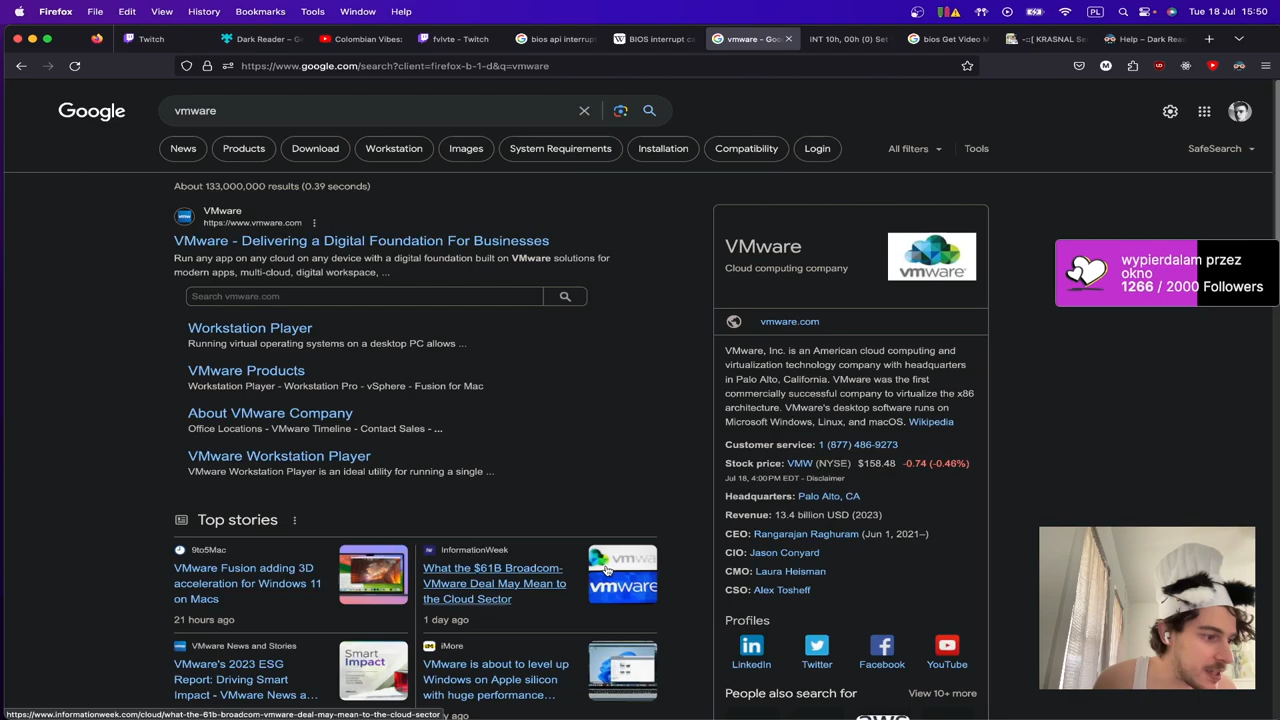 Firefox File Edit View History Bookmarks Tools Window Help PL Tue 18 Jul 15:50
Twitch Dark Reader – G Colombian Vibes: fvlvte - Twitch bios api interrupt BIOS interrupt ca vmware - Goo INT 10h, 00h (0) Set bios Get Video M -::[ KRASNAL Se Help – Dark Rea
https://www.google.com/search?client=firefox-b-1-d&q=vmware
Google
vmware
News Products Download Workstation Images System Requirements Installation Compatibility Login All filters Tools SafeSearch
About 133,000,000 results (0.39 seconds)
VMware
https://www.vmware.com
VMware - Delivering a Digital Foundation For Businesses
Run any app on any cloud on any device with a digital foundation built on VMware solutions for
modern apps, multi-cloud, digital workspace, ...
Search vmware.com
Workstation Player
Running virtual operating systems on a desktop PC allows ...
VMware Products
Workstation Player - Workstation Pro - vSphere - Fusion for Mac
About VMware Company
Office Locations - VMware Timeline - Contact Sales - ...
VMware Workstation Player
VMware Workstation Player is an ideal utility for running a single ...
Top stories
9to5Mac
VMware Fusion adding 3D
acceleration for Windows 11
on Macs
21 hours ago
InformationWeek
What the $61B Broadcom-
VMware Deal May Mean to
the Cloud Sector
1 day ago
vmware
VMware News and Stories
VMware's 2023 ESG
Report: Driving Smart
Impact - VMware News a...
Smart
Impact
iMore
VMware is about to level up
Windows on Apple silicon
with huge performance...
VMware
Cloud computing company
vmware
vmware.com
VMware, Inc. is an American cloud computing and
virtualization technology company with headquarters
in Palo Alto, California. VMware was the first
commercially successful company to virtualize the x86
architecture. VMware's desktop software runs on
Microsoft Windows, Linux, and macOS. Wikipedia
Customer service: 1 (877) 486-9273
Stock price: VMW (NYSE) $158.48 -0.74 (-0.46%)
Jul 18, 4:00 PM EDT - Disclaimer
Headquarters: Palo Alto, CA
Revenue: 13.4 billion USD (2023)
CEO: Rangarajan Raghuram (Jun 1, 2021–)
CIO: Jason Conyard
CMO: Laura Heisman
CSO: Alex Tosheff
Profiles
LinkedIn Twitter Facebook YouTube
People also search for View 10+ more
wypierdalam przez
okno
1266 / 2000 Followers
https://www.informationweek.com/cloud/what-the-61b-broadcom-vmware-deal-may-mean-to-the-cloud-sector